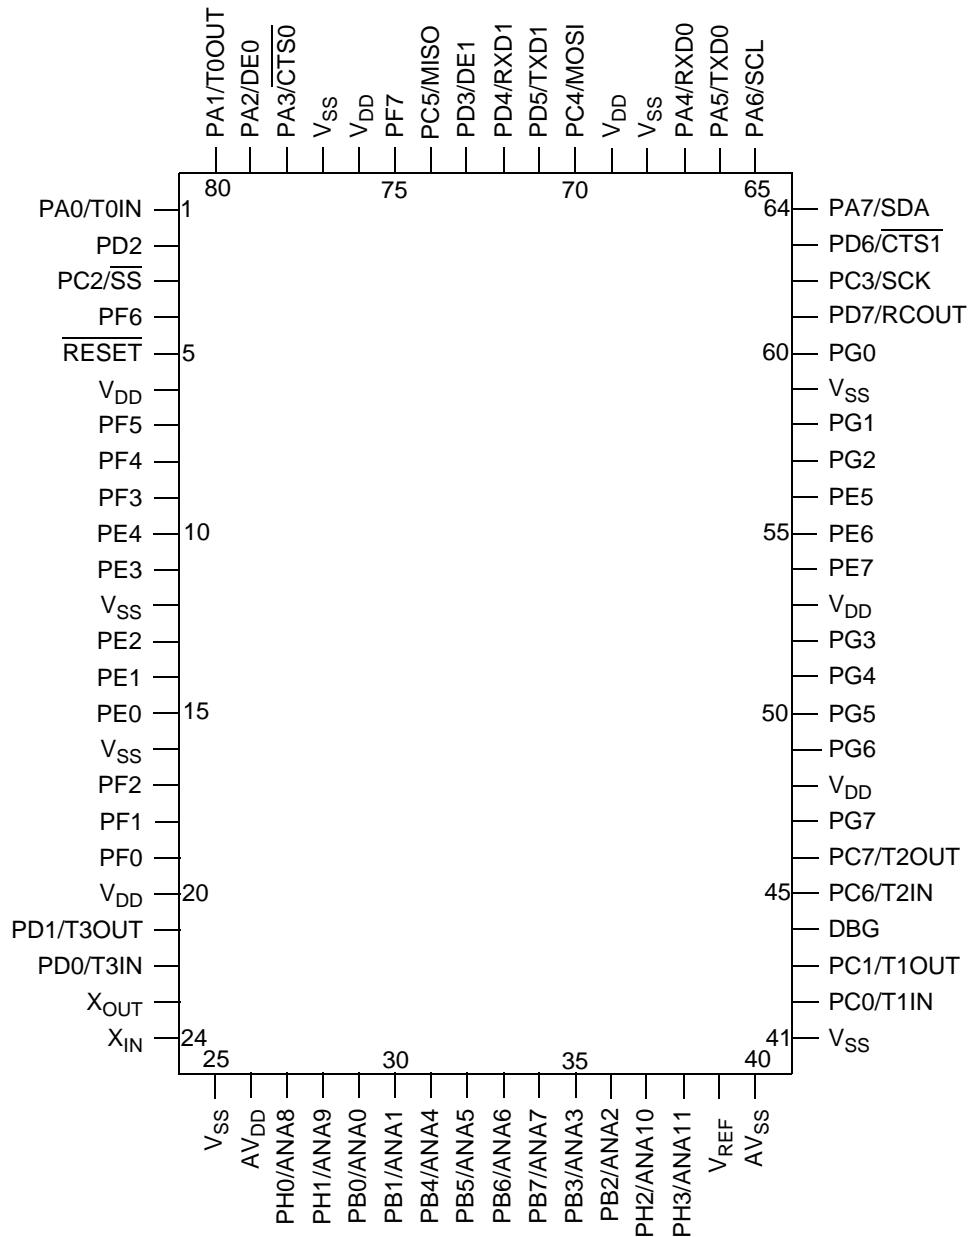 PA1/T0OUT
PA2/DE0
PA3/CTS0
VSS
VDD
PF7
PC5/MISO
PD3/DE1
PD4/RXD1
PD5/TXD1
PC4/MOSI
VDD
VSS
PA4/RXD0
PA5/TXD0
PA6/SCL
80 75 70 65
PA0/T0IN 1 64 PA7/SDA
PD2 PD6/CTS1
PC2/SS PC3/SCK
PF6 PD7/RCOUT
RESET 5 60 PG0
VDD VSS
PF5 PG1
PF4 PG2
PF3 PE5
PE4 10 55 PE6
PE3 PE7
VSS VDD
PE2 PG3
PE1 PG4
PE0 15 50 PG5
VSS PG6
PF2 VDD
PF1 PG7
PF0 PC7/T2OUT
VDD 20 45 PC6/T2IN
PD1/T3OUT DBG
PD0/T3IN PC1/T1OUT
XOUT PC0/T1IN
XIN 24 41 VSS
25 30 35 40
VSS
AVDD
PH0/ANA8
PH1/ANA9
PB0/ANA0
PB1/ANA1
PB4/ANA4
PB5/ANA5
PB6/ANA6
PB7/ANA7
PB3/ANA3
PB2/ANA2
PH2/ANA10
PH3/ANA11
VREF
AVSS